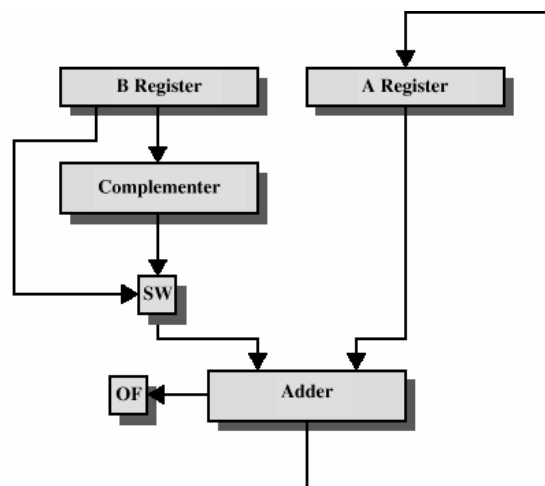 B Register
A Register
Complementer
SW
OF
Adder